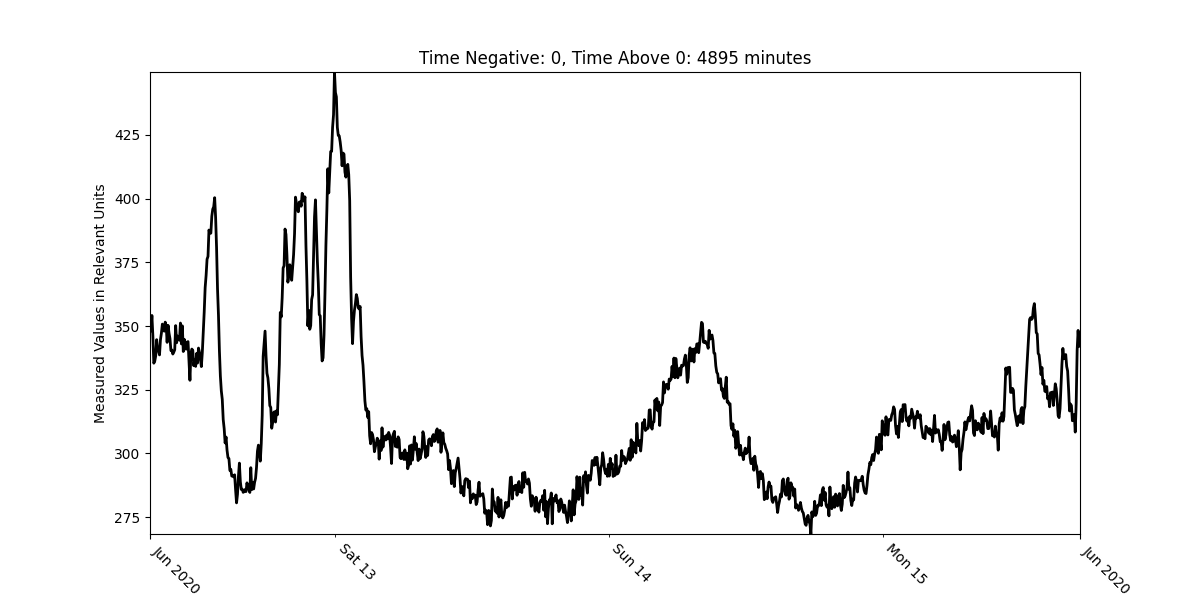 Time Negative: 0, Time Above 0: 4895 minutes
Measured Values in Relevant Units
425
400
375
350
325
300
275
Jun 2020
Sat 13
Sun 14
Mon 15
Jun 2020